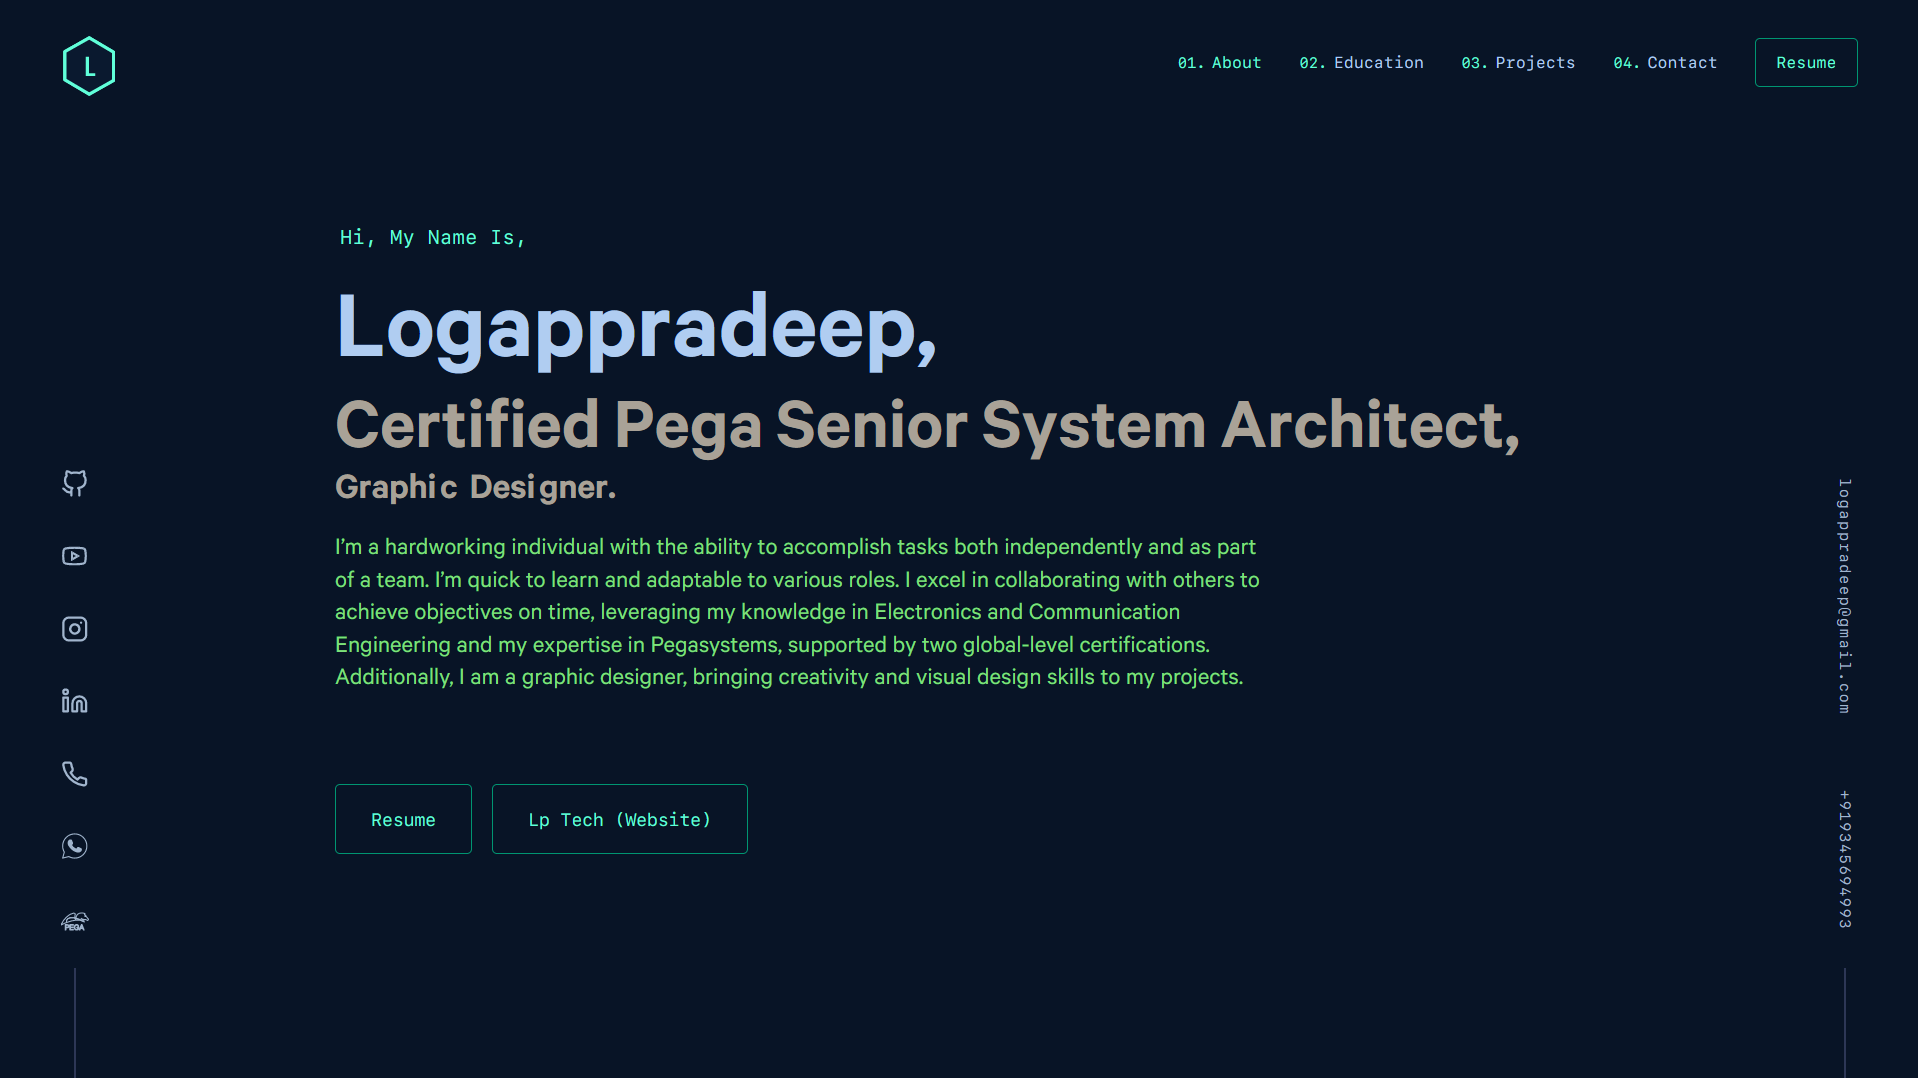 L
01. About
02. Education
03. Projects
04. Contact
Resume
Hi, My Name Is,
Logappradeep,
Certified Pega Senior System Architect,
Graphic Designer.
I’m a hardworking individual with the ability to accomplish tasks both independently and as part
of a team. I’m quick to learn and adaptable to various roles. I excel in collaborating with others to
achieve objectives on time, leveraging my knowledge in Electronics and Communication
Engineering and my expertise in Pegasystems, supported by two global-level certifications.
Additionally, I am a graphic designer, bringing creativity and visual design skills to my projects.
Resume
Lp Tech (Website)
PEGA
logappradeep@gmail.com
+919345694993